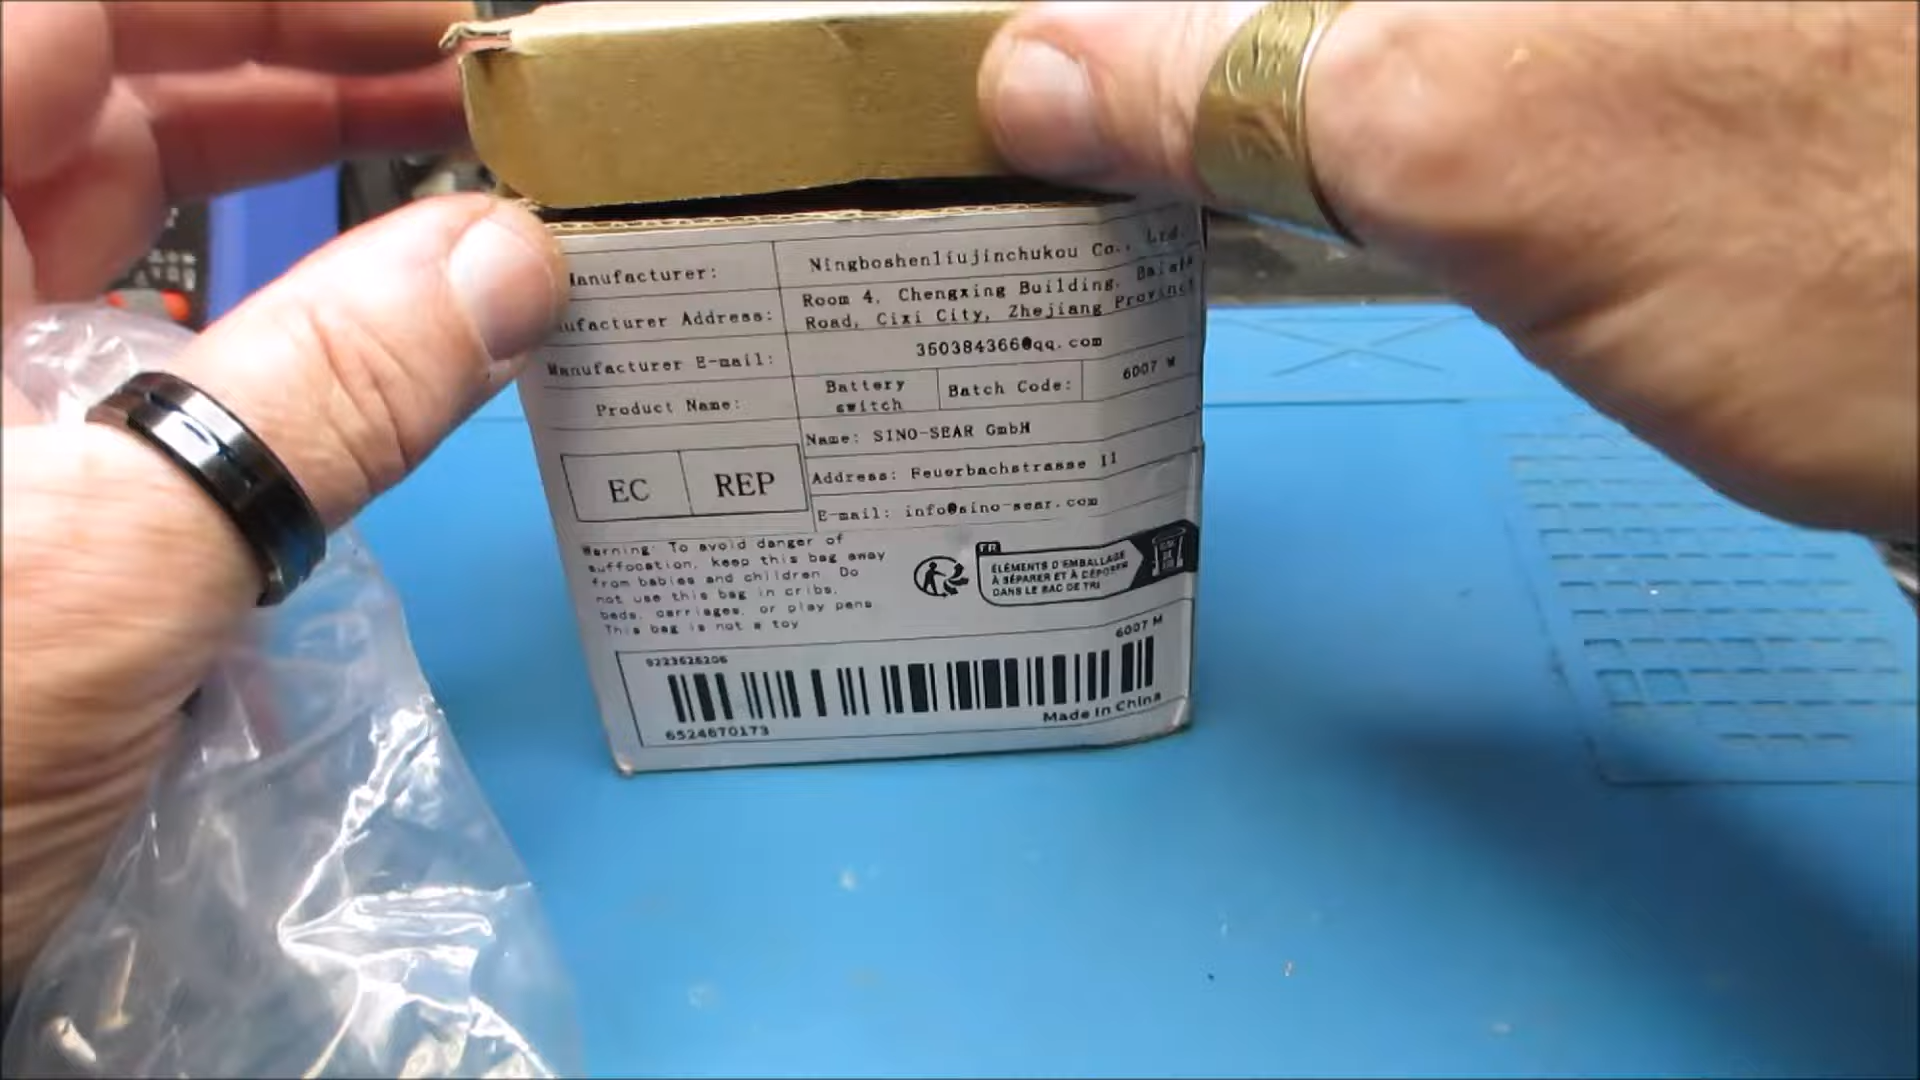 Manufacturer:
Ningboshenliujinchukou Co., Ltd.
Manufacturer Address:
Room 4, Chengxing Building,
Road, Cixi City, Zhejiang
Manufacturer E-mail:
350384366@qq.com
Product Name:
Battery
switch
Batch Code:
6007 M
EC
REP
Name: SINO-SEAR GmbH
Address: Feuerbachstrasse 11
E-mail: info@sino-sear.com
Warning: To avoid danger of
suffocation, keep this bag away
from babies and children. Do
not use this bag in cribs,
beds, carriages, or play pens.
This bag is not a toy
FR
ÉLÉMENTS D'EMBALLAGE
À SÉPARER ET À DÉPOSER
DANS LE BAC DE TRI
6007 M
9223626206
6524670173
Made In China